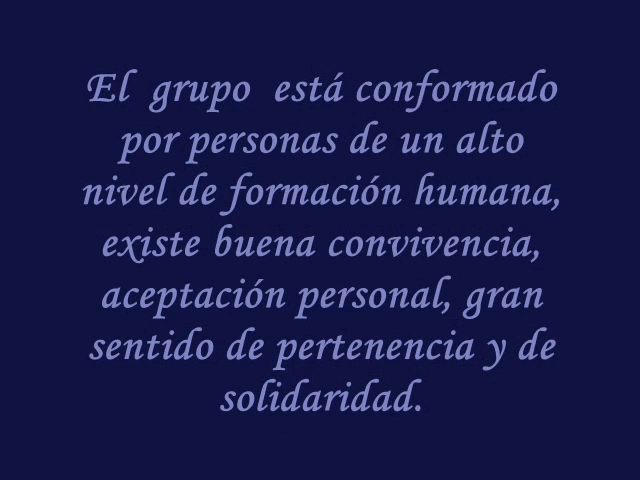 El grupo está conformado
por personas de un alto
nivel de formación humana,
existe buena convivencia,
aceptación personal, gran
sentido de pertenencia y de
solidaridad.